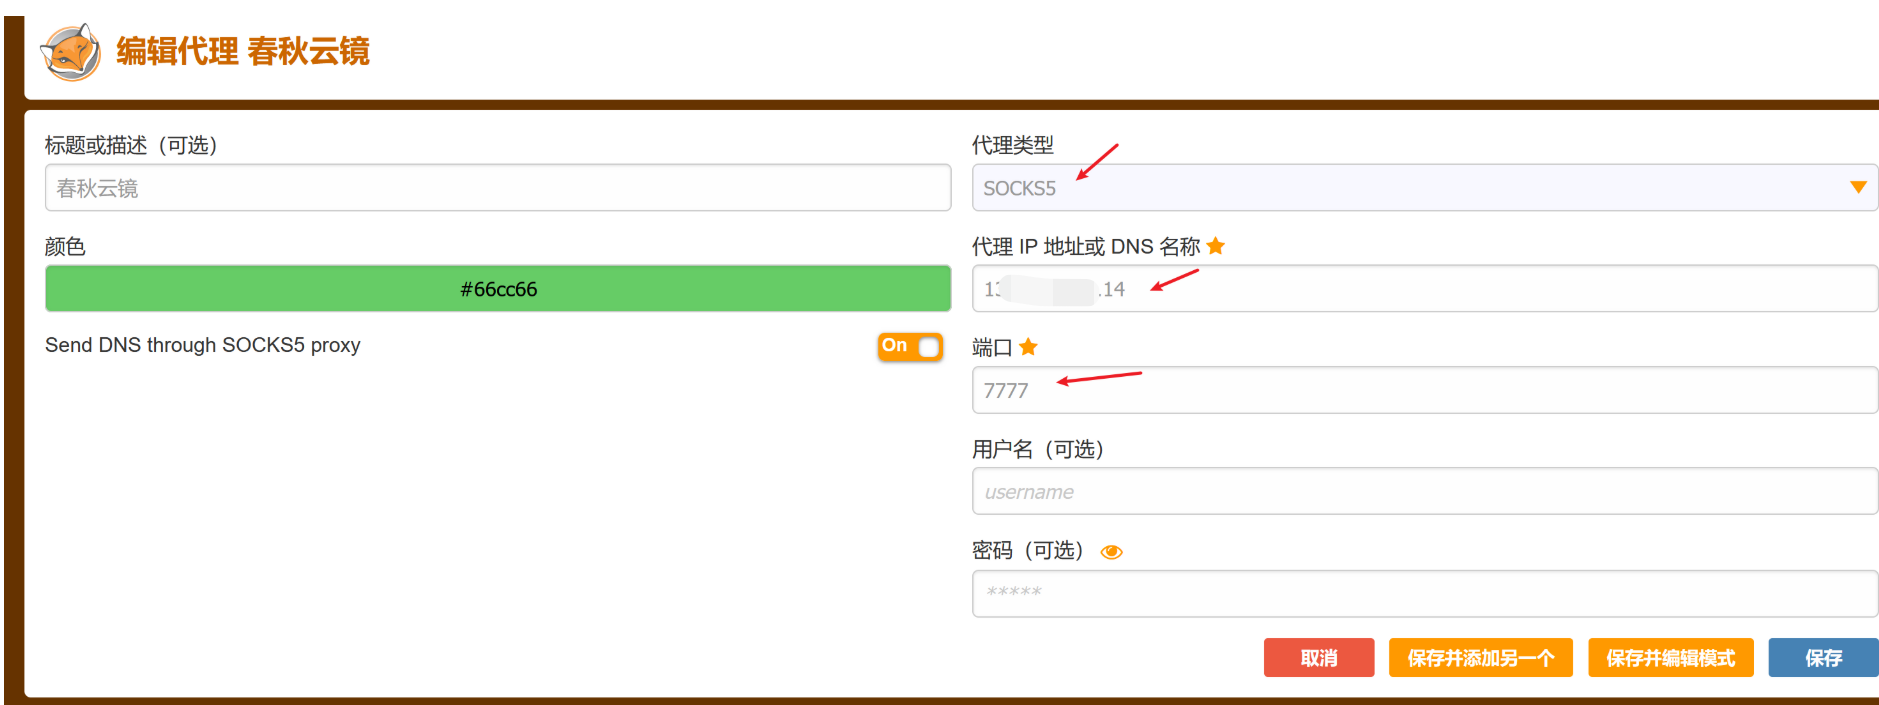 编辑代理 春秋云镜
标题或描述（可选）
春秋云镜
颜色
#66cc66
Send DNS through SOCKS5 proxy
On
代理类型
SOCKS5
代理 IP 地址或 DNS 名称
.14
端口
7777
用户名（可选）
username
密码（可选）
*****
取消
保存并添加另一个
保存并编辑模式
保存